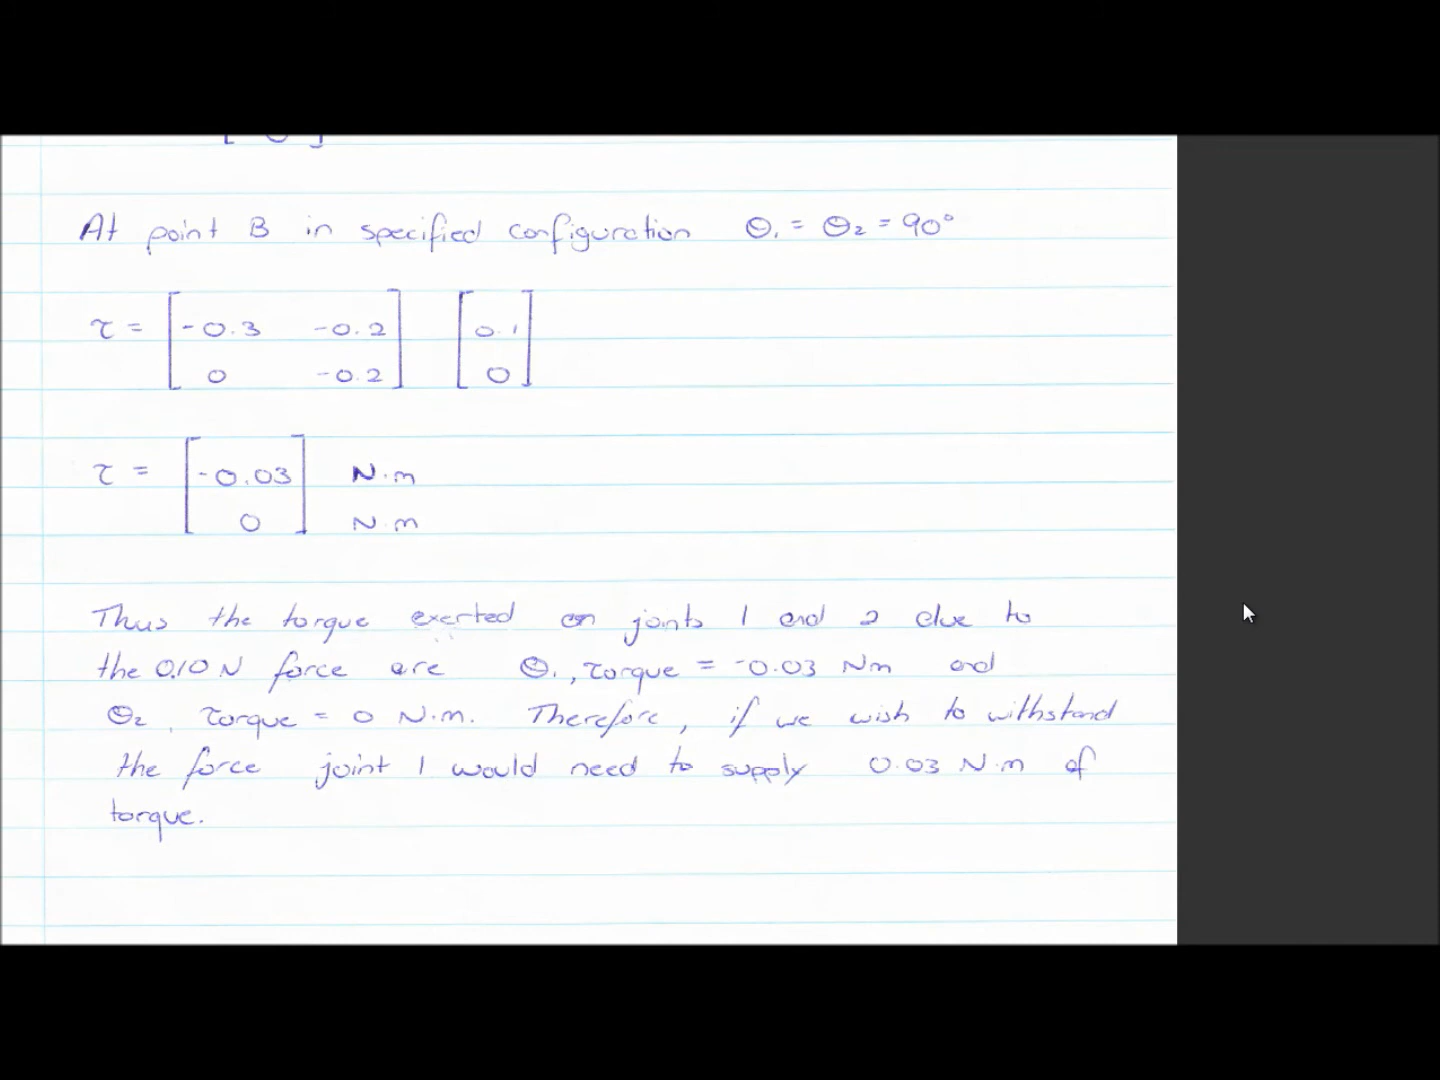 At point B in specified configuration Θ₁ = Θ₂ = 90°
τ = [ -0.3 -0.2 ] [ 0.1 ]
[ 0 -0.2 ] [ 0 ]
τ = [ -0.03 ] N.m
[ 0 ] N.m
Thus the torque exerted on joints 1 and 2 due to
the 0.10 N force are Θ₁, torque = -0.03 Nm and
Θ₂, torque = 0 N.m. Therefore, if we wish to withstand
the force joint 1 would need to supply 0.03 N.m of
torque.